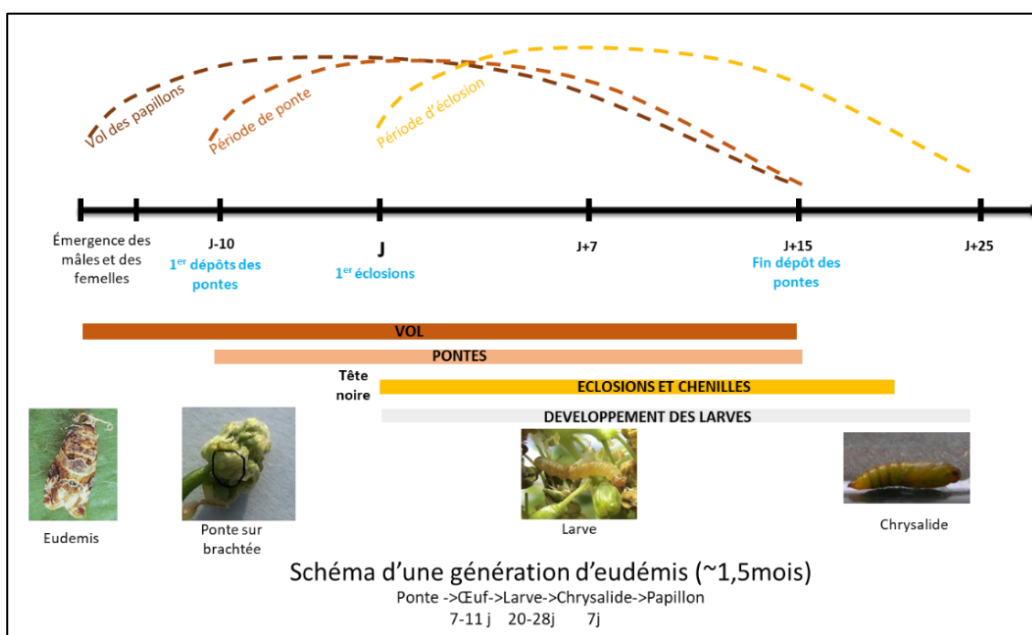 Vol des papillons
Période de ponte
Période d'éclosion
Émergence des
mâles et des
femelles
J-10
1er dépôts des
pontes
J
1er éclosions
J+7
J+15
Fin dépôt des
pontes
J+25
VOL
PONTES
Tête
noire
ECLOSIONS ET CHENILLES
DEVELOPPEMENT DES LARVES
Eudemis
Ponte sur
brachtée
Larve
Chrysalide
Schéma d'une génération d'eudémis (~1,5mois)
Ponte ->Œuf->Larve->Chrysalide->Papillon
7-11 j 20-28j 7j